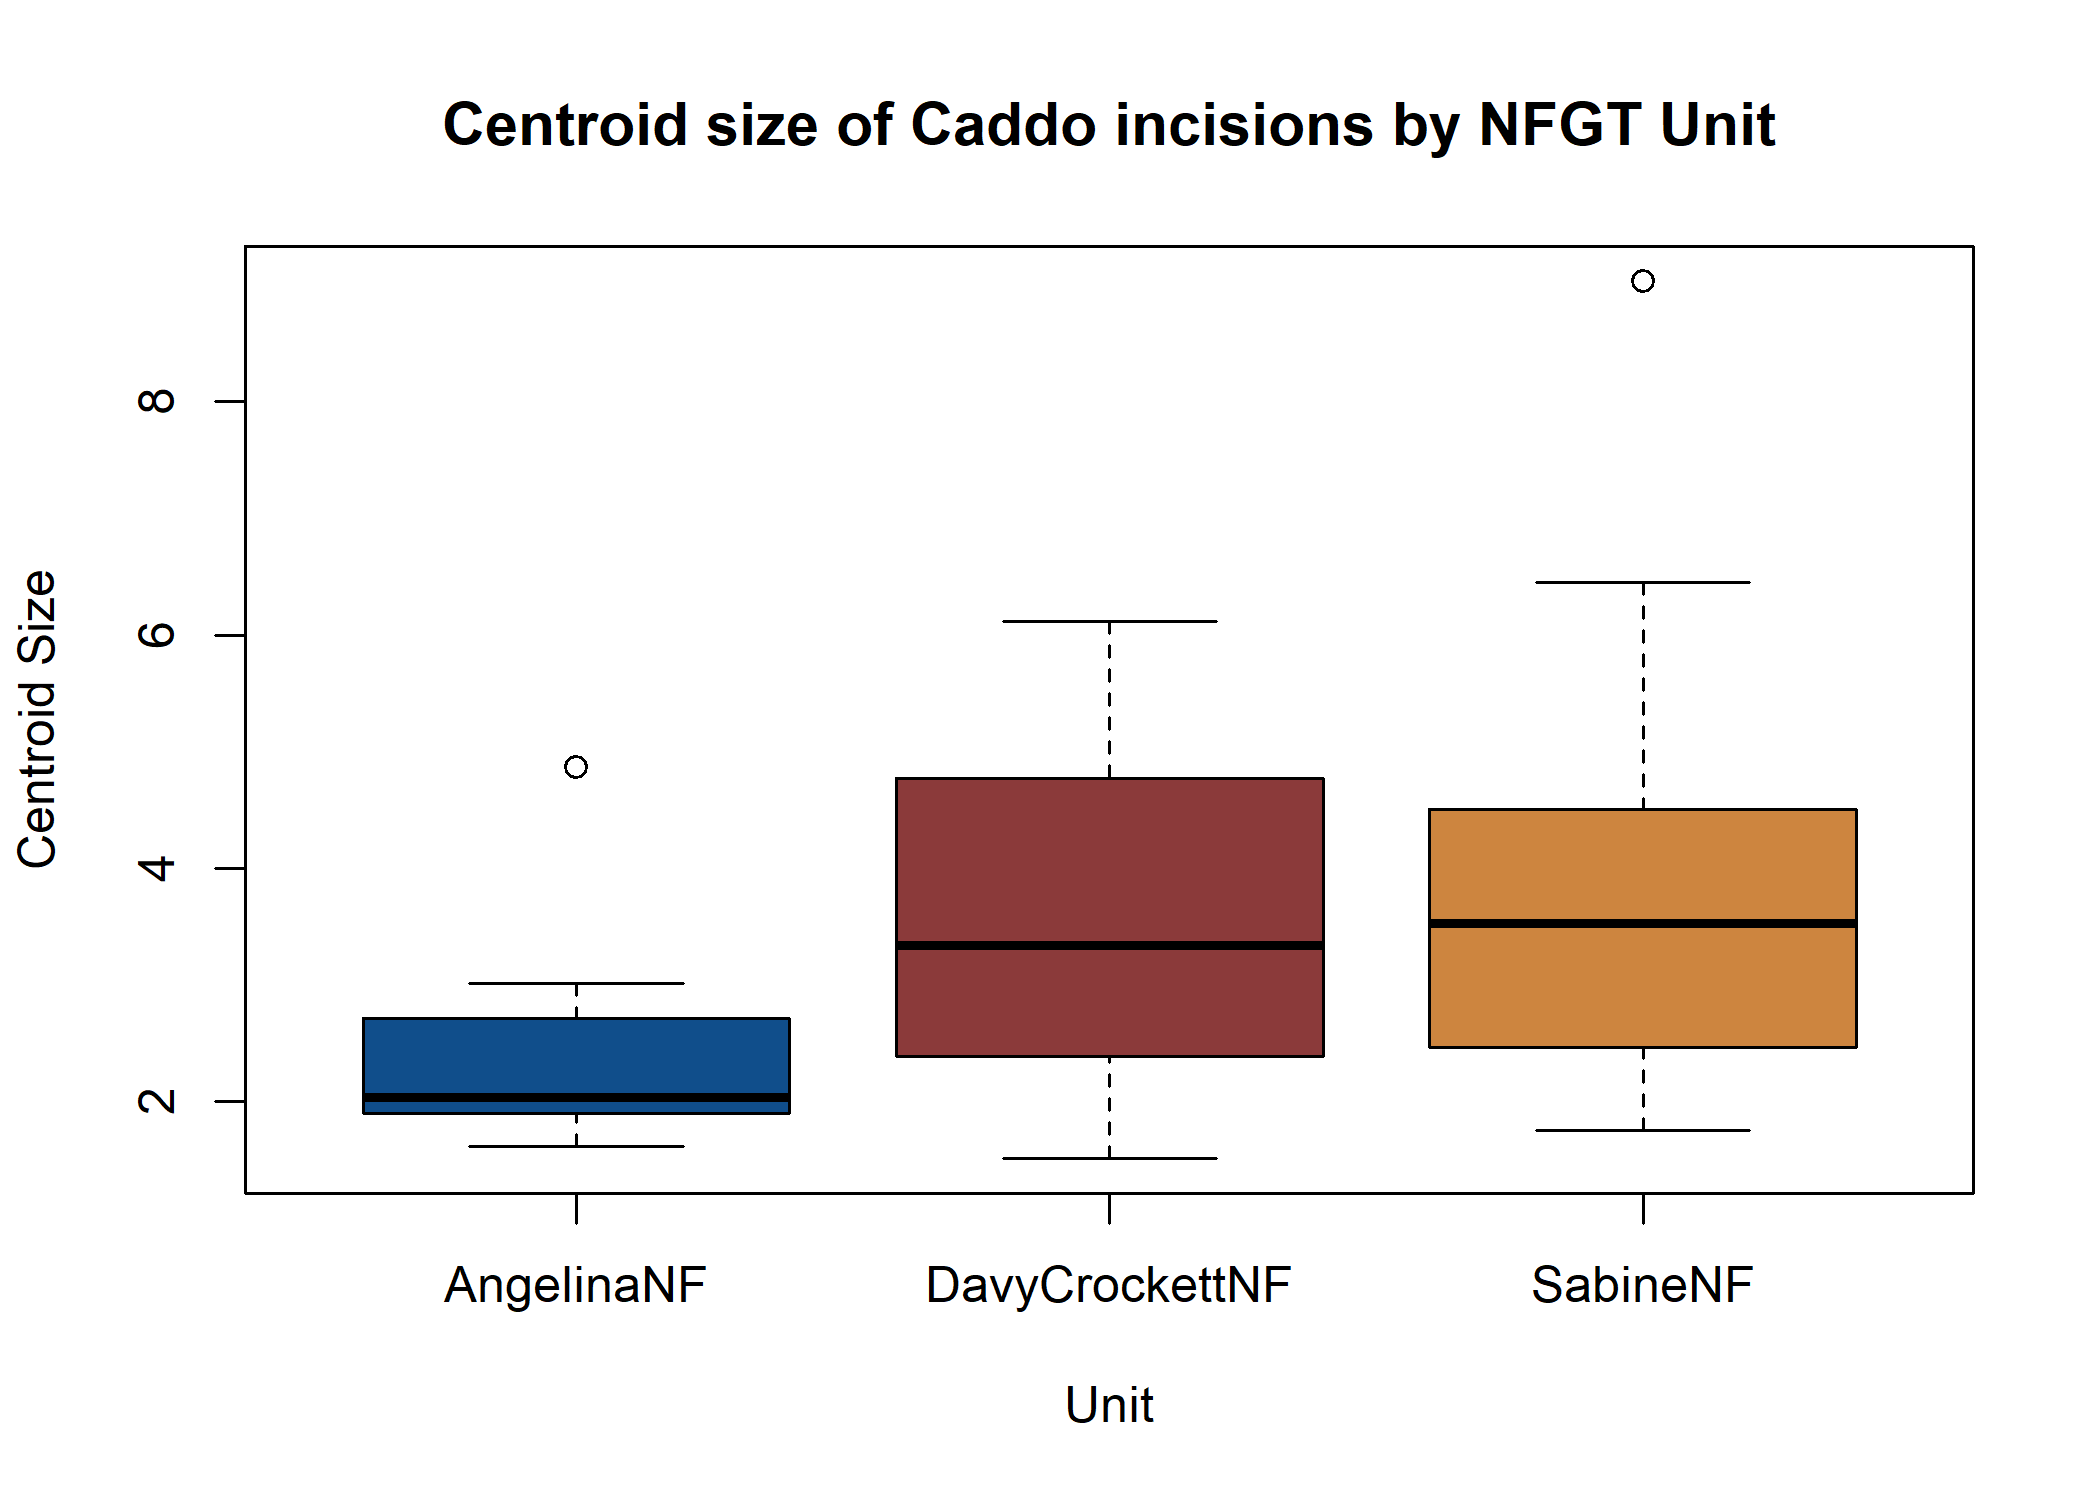 Centroid size of Caddo incisions by NFGT Unit
Centroid Size
8
6
4
2
AngelinaNF DavyCrockettNF SabineNF
Unit